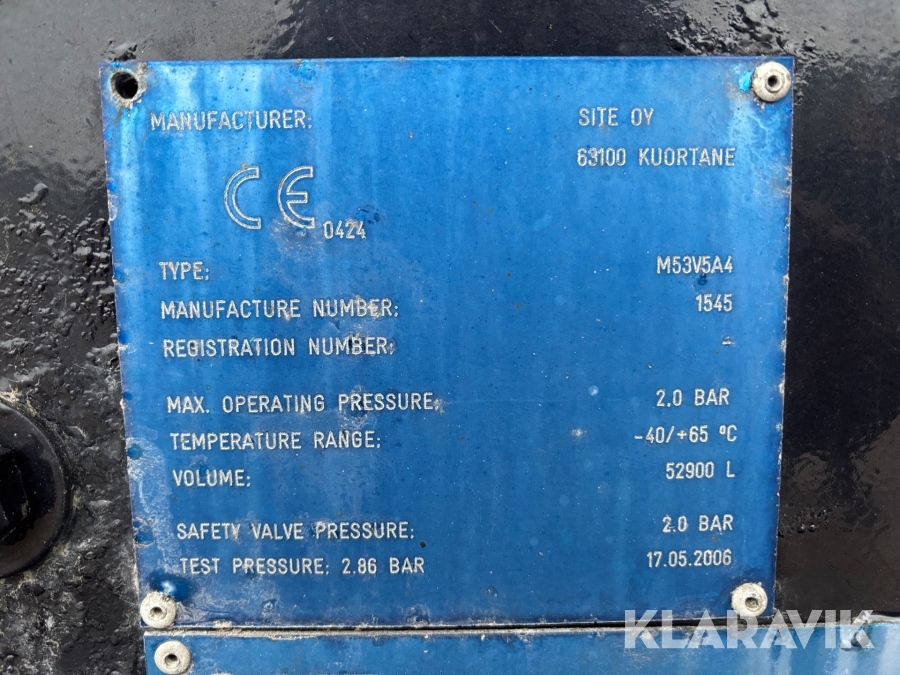 MANUFACTURER: SITE OY
63100 KUORTANE
CE 0424
TYPE: M53V5A4
MANUFACTURE NUMBER: 1545
REGISTRATION NUMBER: -
MAX. OPERATING PRESSURE: 2.0 BAR
TEMPERATURE RANGE: -40/+65 ºC
VOLUME: 52900 L
SAFETY VALVE PRESSURE: 2.0 BAR
TEST PRESSURE: 2.86 BAR 17.05.2006
KLARAVIK